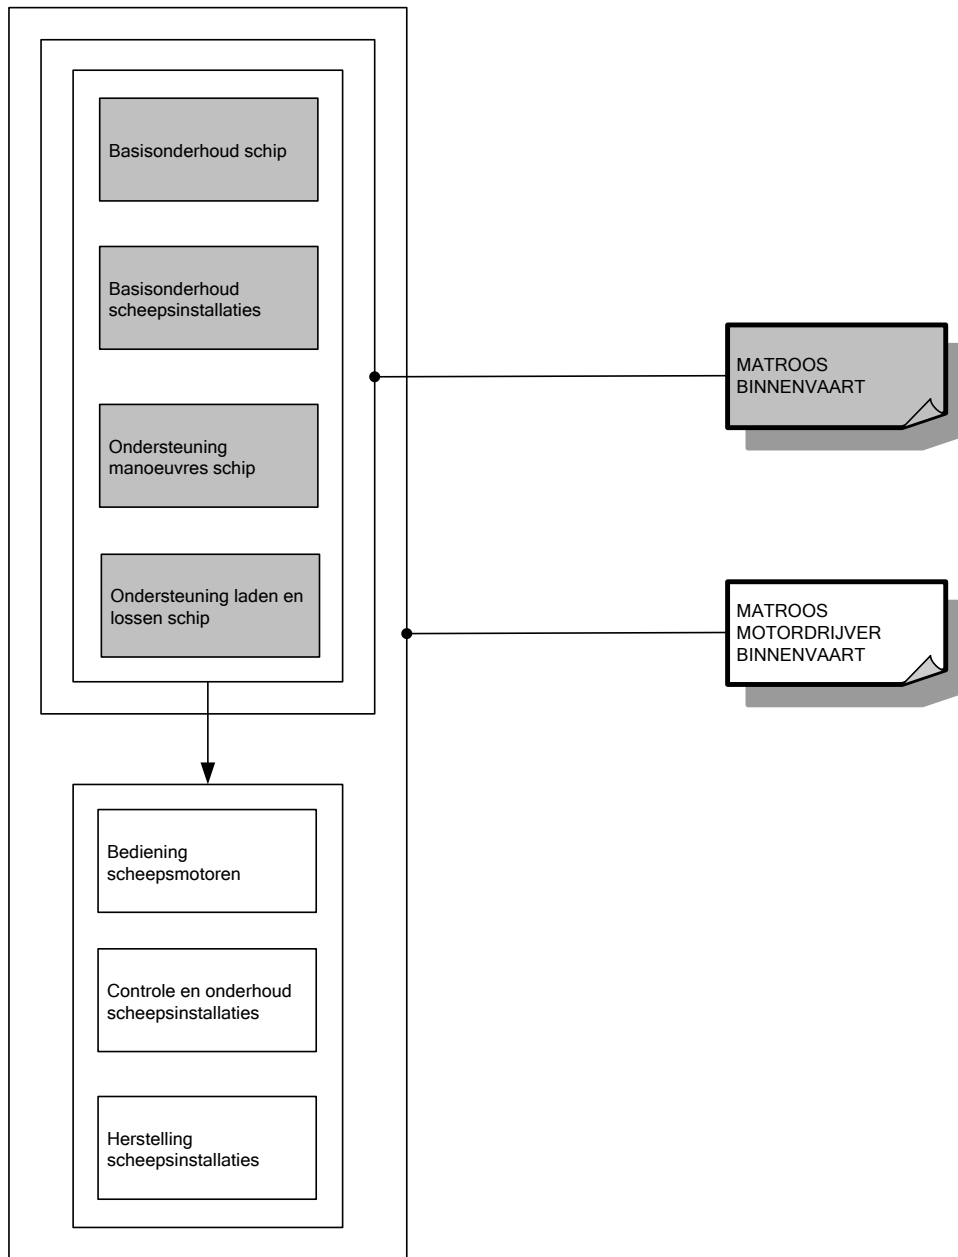 Basisonderhoud schip
Basisonderhoud
scheepsinstallaties
Ondersteuning
manoeuvres schip
Ondersteuning laden en
lossen schip
MATROOS
BINNENVAART
MATROOS
MOTORDRIJVER
BINNENVAART
Bediening
scheepsmotoren
Controle en onderhoud
scheepsinstallaties
Herstelling
scheepsinstallaties